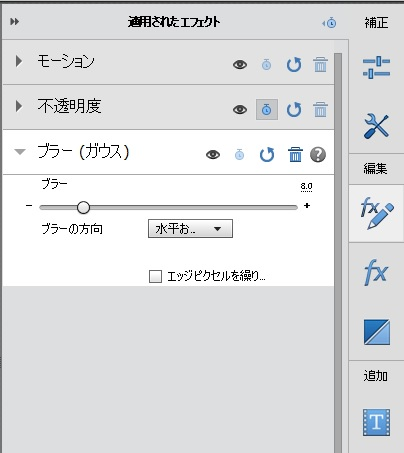 適用されたエフェクト
モーション
不透明度
ブラー (ガウス)
?
ブラー
8.0
- +
ブラーの方向 水平お...
エッジピクセルを繰り...
補正
編集
fx
fx
追加
T